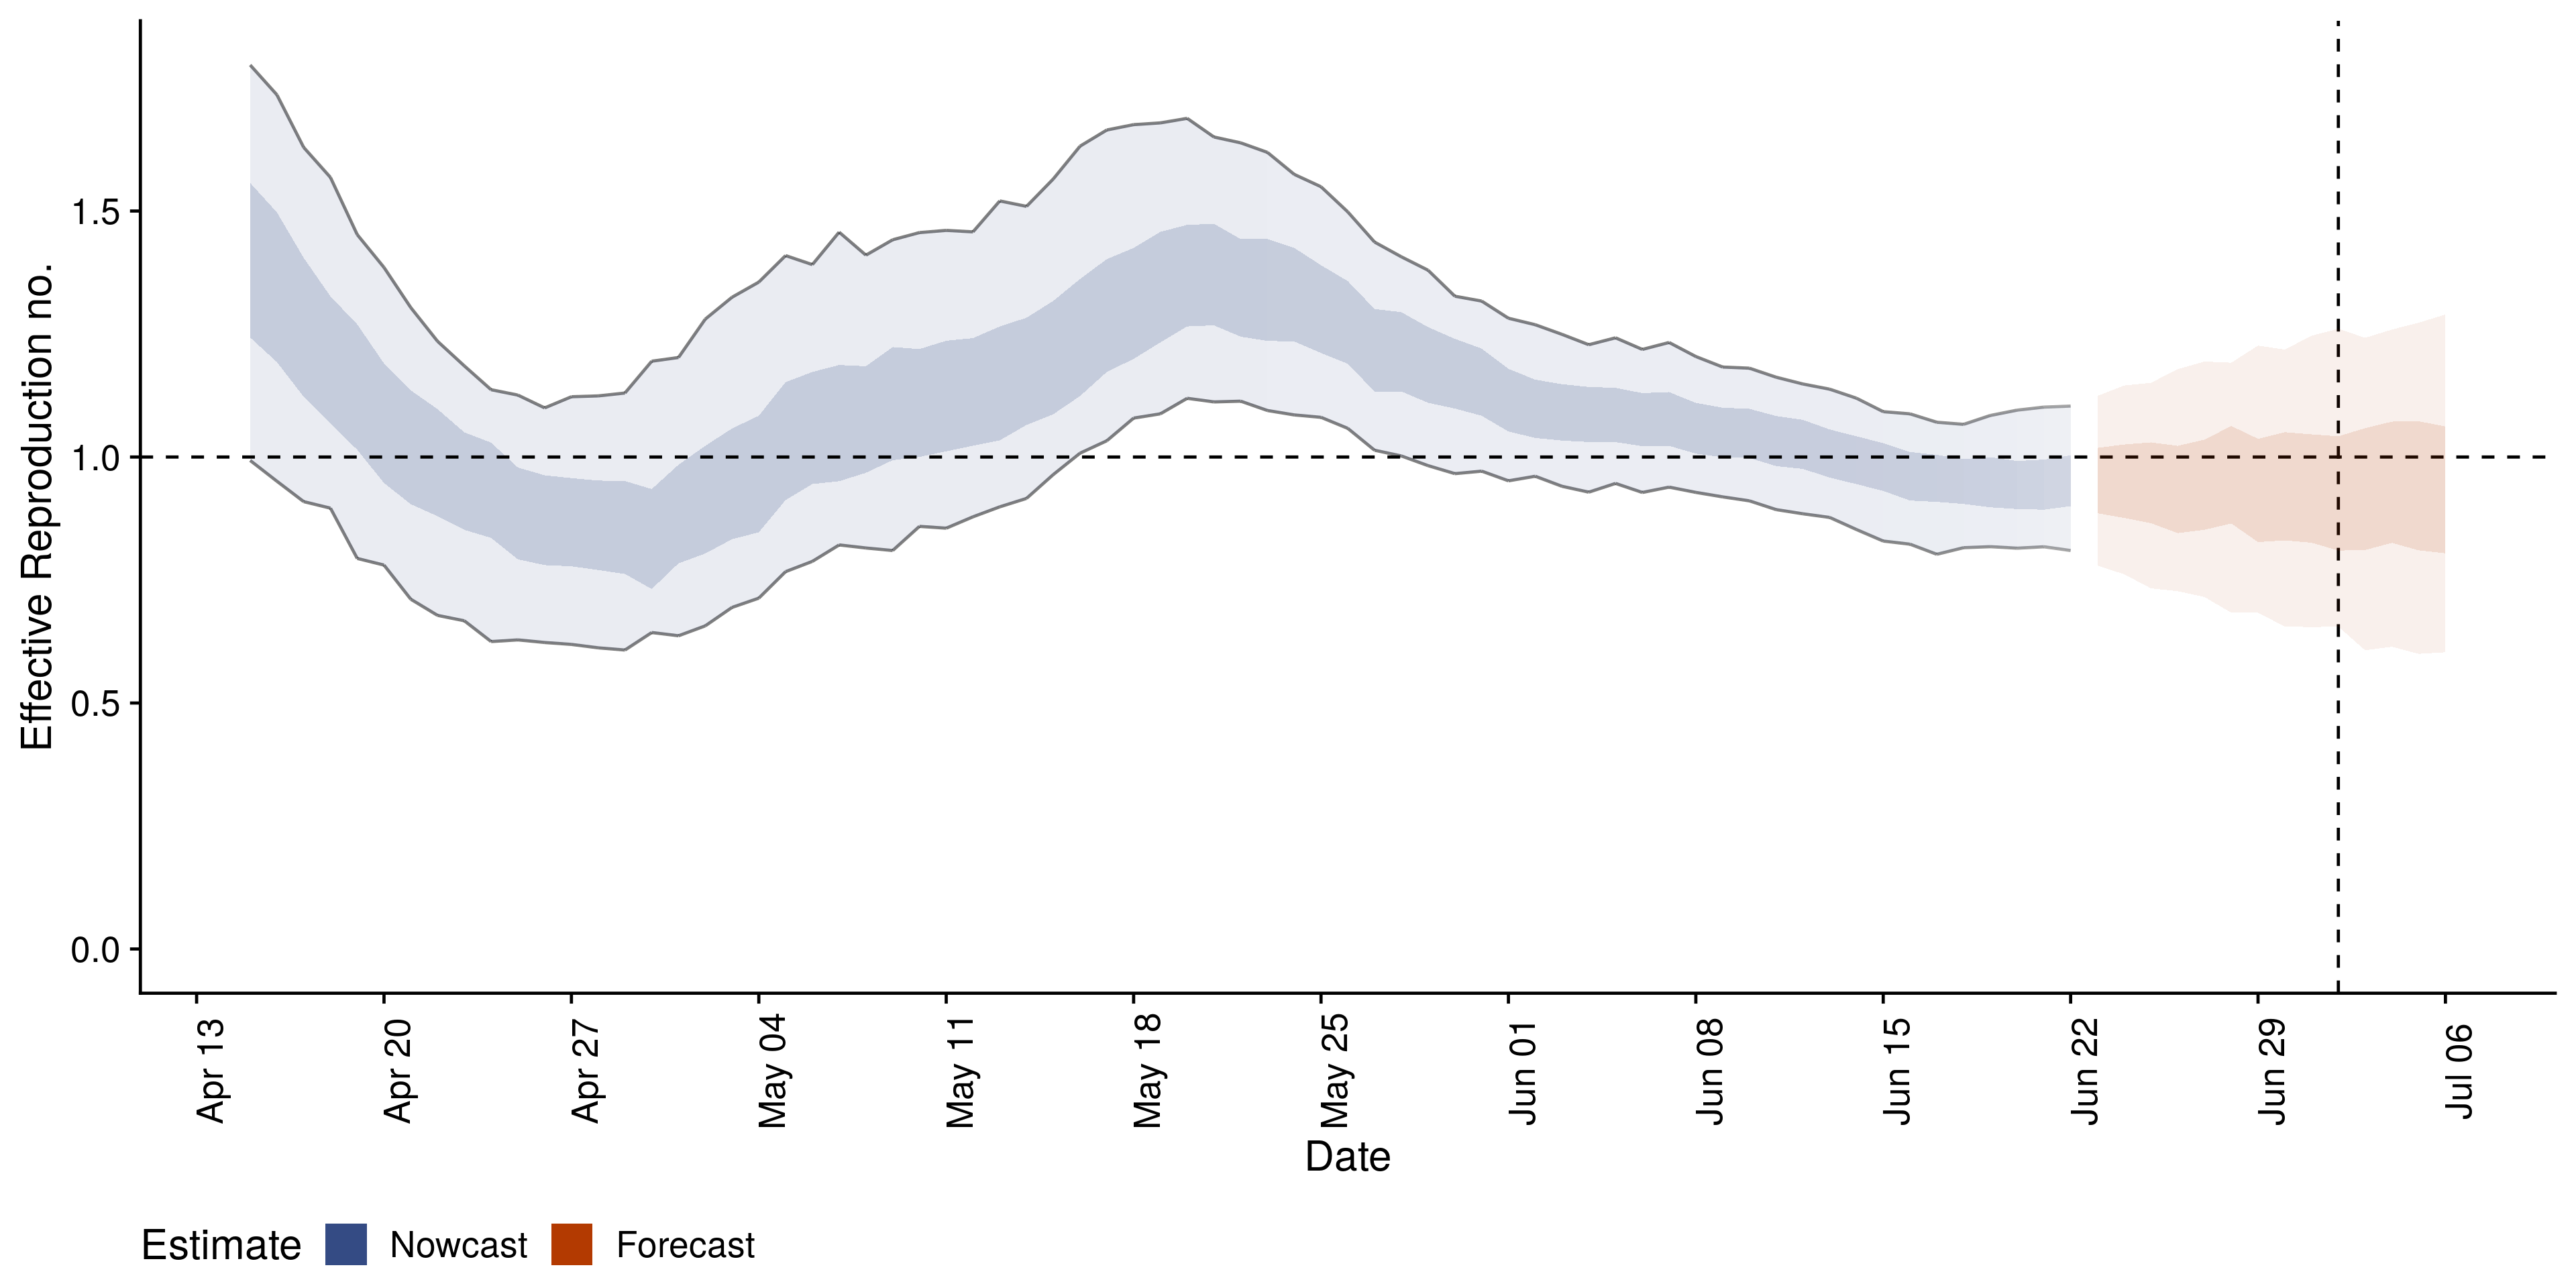 Effective Reproduction no.
1.5
1.0
0.5
0.0
Apr 13
Apr 20
Apr 27
May 04
May 11
May 18
May 25
Jun 01
Jun 08
Jun 15
Jun 22
Jun 29
Jul 06
Date
Estimate Nowcast Forecast